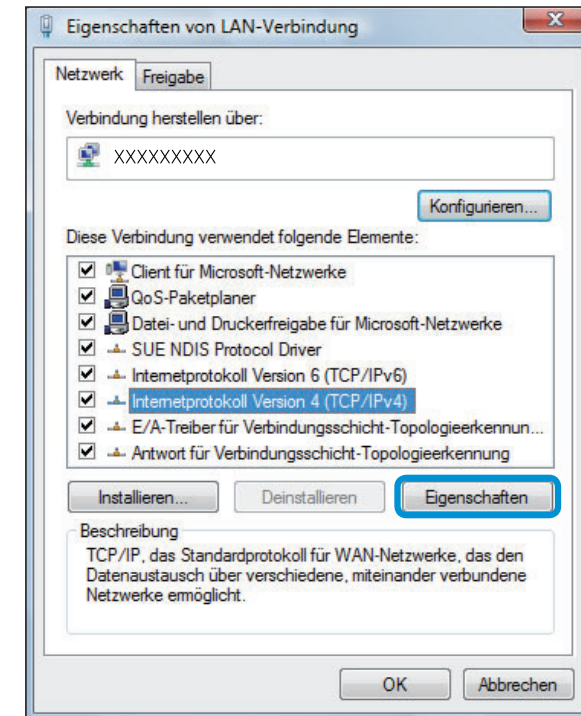 Eigenschaften von LAN-Verbindung
X
Netzwerk Freigabe
Verbindung herstellen über:
XXXXXXXXX
Konfigurieren...
Diese Verbindung verwendet folgende Elemente:
Client für Microsoft-Netzwerke
QoS-Paketplaner
Datei- und Druckerfreigabe für Microsoft-Netzwerke
SUE NDIS Protocol Driver
Internetprotokoll Version 6 (TCP/IPv6)
Internetprotokoll Version 4 (TCP/IPv4)
E/A-Treiber für Verbindungsschicht-Topologieerkennun...
Antwort für Verbindungsschicht-Topologieerkennung
Installieren... Deinstallieren Eigenschaften
Beschreibung
TCP/IP, das Standardprotokoll für WAN-Netzwerke, das den
Datenaustausch über verschiedene, miteinander verbundene
Netzwerke ermöglicht.
OK Abbrechen